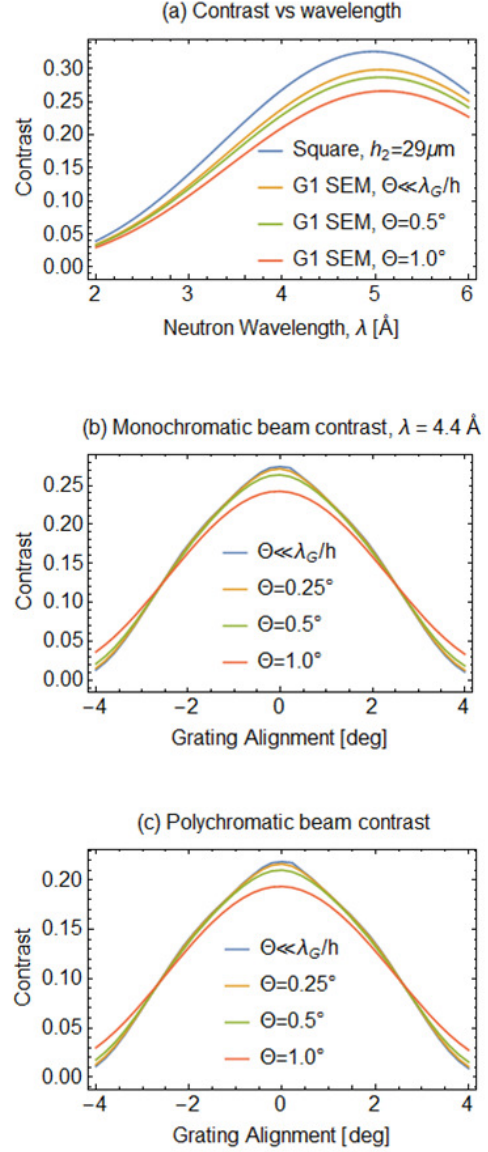 (a) Contrast vs wavelength
0.30
0.25
0.20
0.15
0.10
0.05
0.00
Contrast
Square, h₂=29μm
G1 SEM, Θ≪λ_G/h
G1 SEM, Θ=0.5°
G1 SEM, Θ=1.0°
2 3 4 5 6
Neutron Wavelength, λ [Å]
(b) Monochromatic beam contrast, λ = 4.4 Å
0.25
0.20
0.15
0.10
0.05
0.00
Contrast
Θ≪λ_G/h
Θ=0.25°
Θ=0.5°
Θ=1.0°
−4 −2 0 2 4
Grating Alignment [deg]
(c) Polychromatic beam contrast
0.20
0.15
0.10
0.05
0.00
Contrast
Θ≪λ_G/h
Θ=0.25°
Θ=0.5°
Θ=1.0°
−4 −2 0 2 4
Grating Alignment [deg]